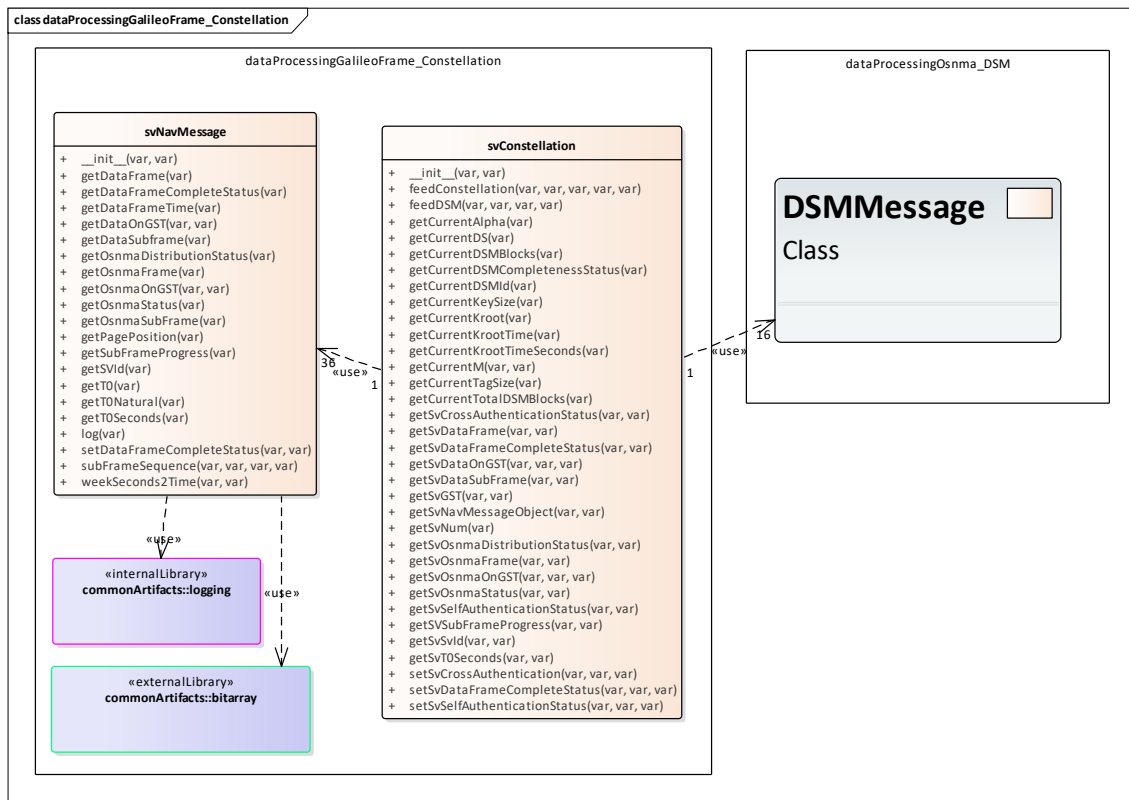 class dataProcessingGalileoFrame_Constellation
dataProcessingGalileoFrame_Constellation
svNavMessage
+ __init__(var, var)
+ getDataFrame(var)
+ getDataFrameCompleteStatus(var)
+ getDataFrameTime(var)
+ getDataOnGST(var, var)
+ getDataSubframe(var)
+ getOsnmaDistributionStatus(var)
+ getOsnmaFrame(var)
+ getOsnmaOnGST(var, var)
+ getOsnmaStatus(var)
+ getOsnmaSubFrame(var)
+ getPagePosition(var)
+ getSubFrameProgress(var)
+ getSVId(var)
+ getT0(var)
+ getT0Natural(var)
+ getT0Seconds(var)
+ log(var)
+ setDataFrameCompleteStatus(var, var)
+ subFrameSequence(var, var, var, var)
+ weekSeconds2Time(var, var)
svConstellation
+ __init__(var, var)
+ feedConstellation(var, var, var, var, var)
+ feedDSM(var, var, var, var)
+ getCurrentAlpha(var)
+ getCurrentDS(var)
+ getCurrentDSMBlocks(var)
+ getCurrentDSMCompletenessStatus(var)
+ getCurrentDSMId(var)
+ getCurrentKeySize(var)
+ getCurrentKroot(var)
+ getCurrentKrootTime(var)
+ getCurrentKrootTimeSeconds(var)
+ getCurrentM(var, var)
+ getCurrentTagSize(var)
+ getCurrentTotalDSMBlocks(var)
+ getSvCrossAuthenticationStatus(var, var)
+ getSvDataFrame(var, var)
+ getSvDataFrameCompleteStatus(var, var)
+ getSvDataOnGST(var, var, var)
+ getSvDataSubFrame(var, var)
+ getSvGST(var, var)
+ getSvNavMessageObject(var, var)
+ getSvNum(var)
+ getSvOsnmaDistributionStatus(var, var)
+ getSvOsnmaFrame(var, var)
+ getSvOsnmaOnGST(var, var, var)
+ getSvOsnmaStatus(var, var)
+ getSvSelfAuthenticationStatus(var, var)
+ getSVSubFrameProgress(var, var)
+ getSvSvId(var, var)
+ getSvT0Seconds(var, var)
+ setSvCrossAuthentication(var, var, var)
+ setSvDataFrameCompleteStatus(var, var, var)
+ setSvSelfAuthenticationStatus(var, var, var)
36
«use»
1
«use»
«internalLibrary»
commonArtifacts::logging
«use»
«externalLibrary»
commonArtifacts::bitarray
dataProcessingOsnma_DSM
DSMMessage
Class
16
«use»
1